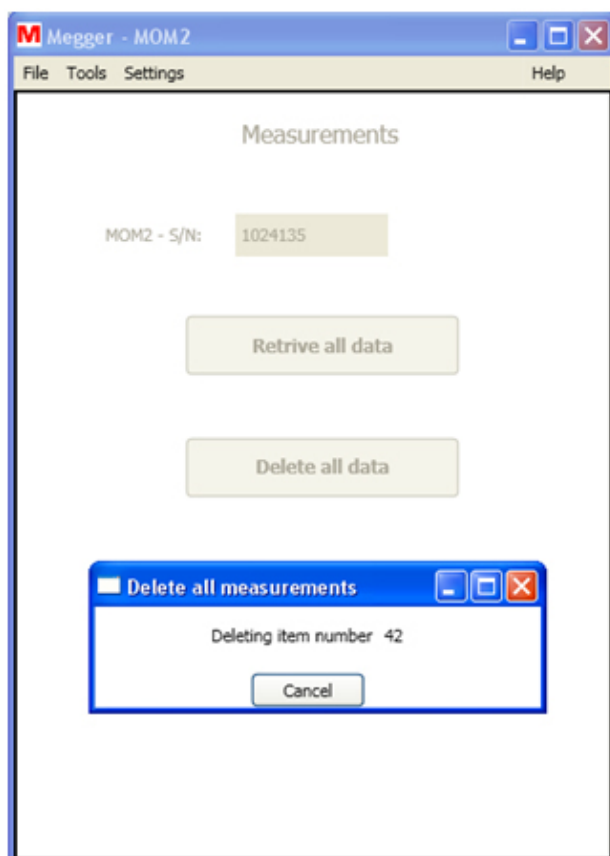 M Megger - MOM2
File Tools Settings Help
Measurements
MOM2 - S/N: 1024135
Retrive all data
Delete all data
Delete all measurements
Deleting item number 42
Cancel